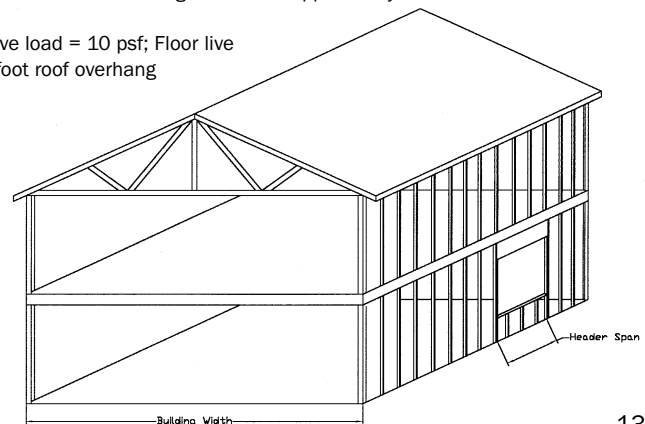 ve load = 10 psf; Floor live
foot roof overhang
Header Span
Building Width
13